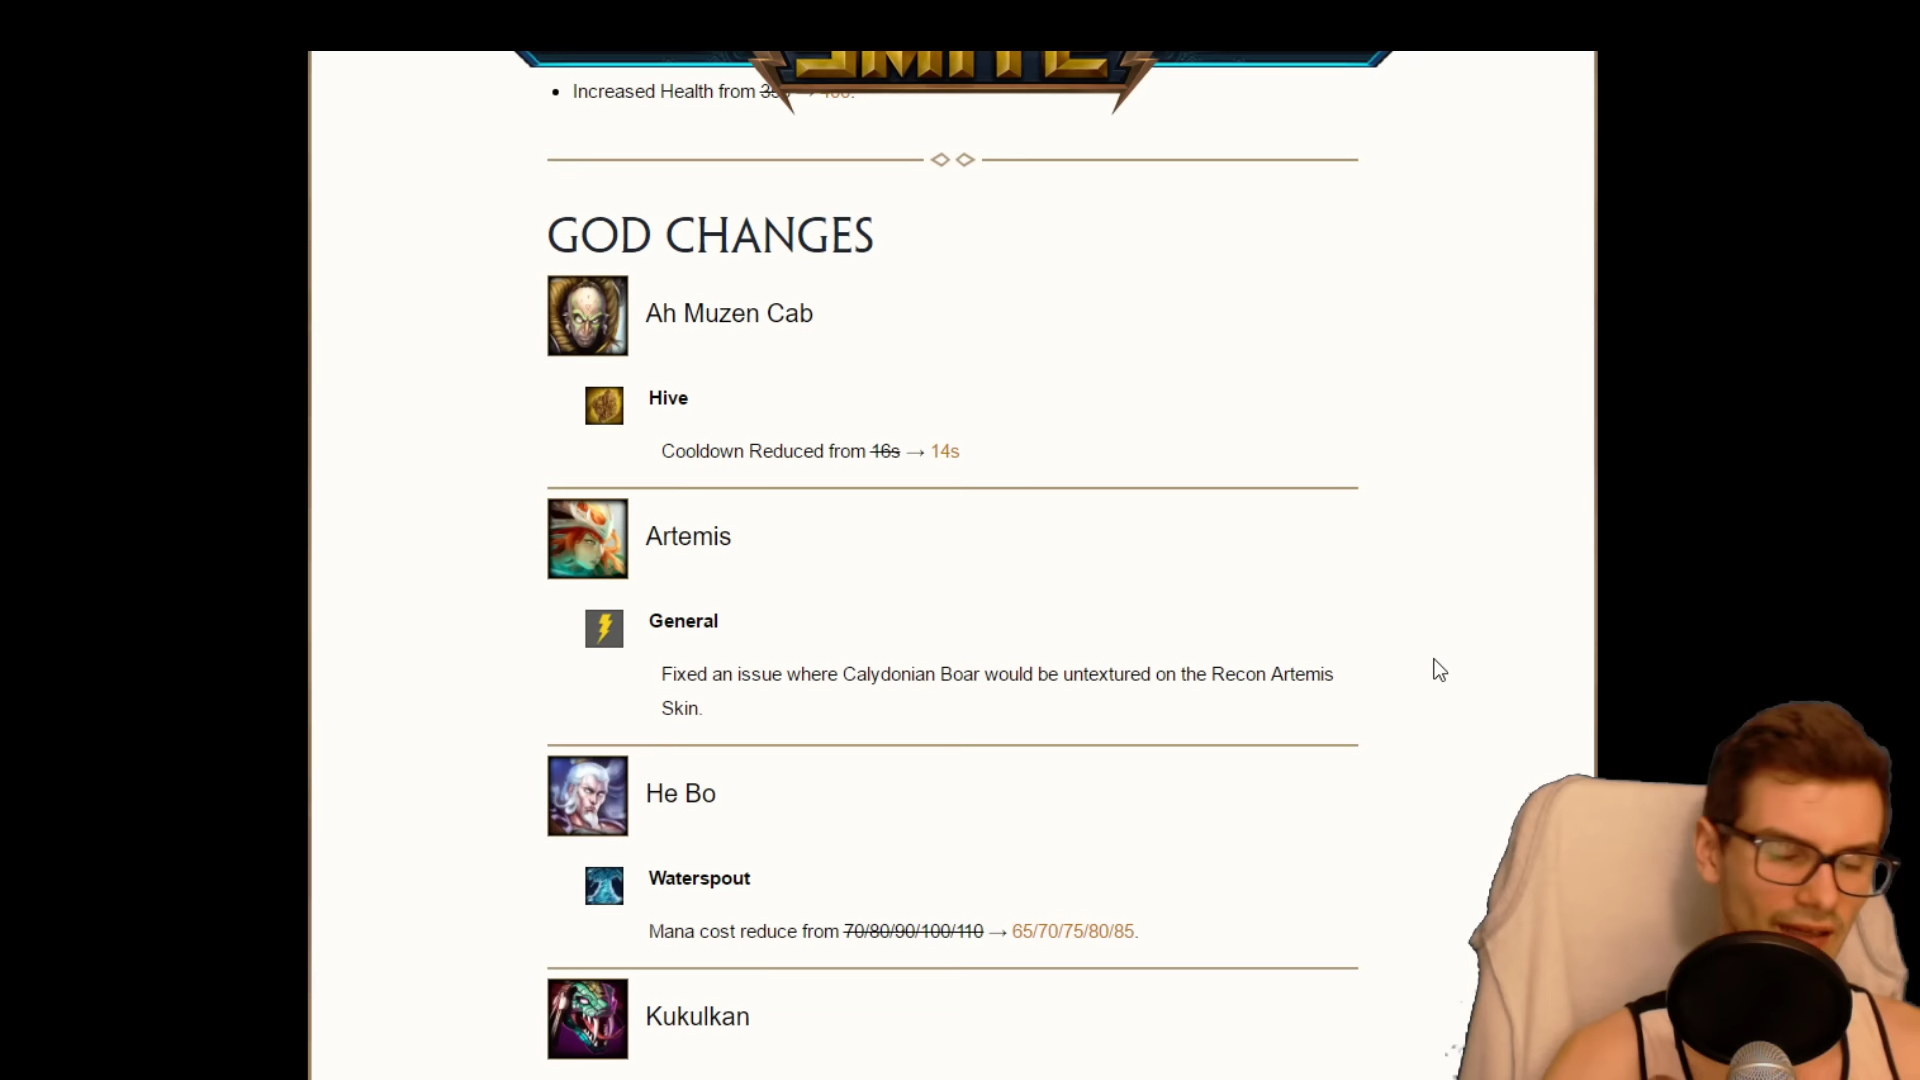 SMITE
Increased Health from
GOD CHANGES
Ah Muzen Cab
Hive
Cooldown Reduced from 16s → 14s
Artemis
General
Fixed an issue where Calydonian Boar would be untextured on the Recon Artemis
Skin.
He Bo
Waterspout
Mana cost reduce from 70/80/90/100/110 → 65/70/75/80/85.
Kukulkan